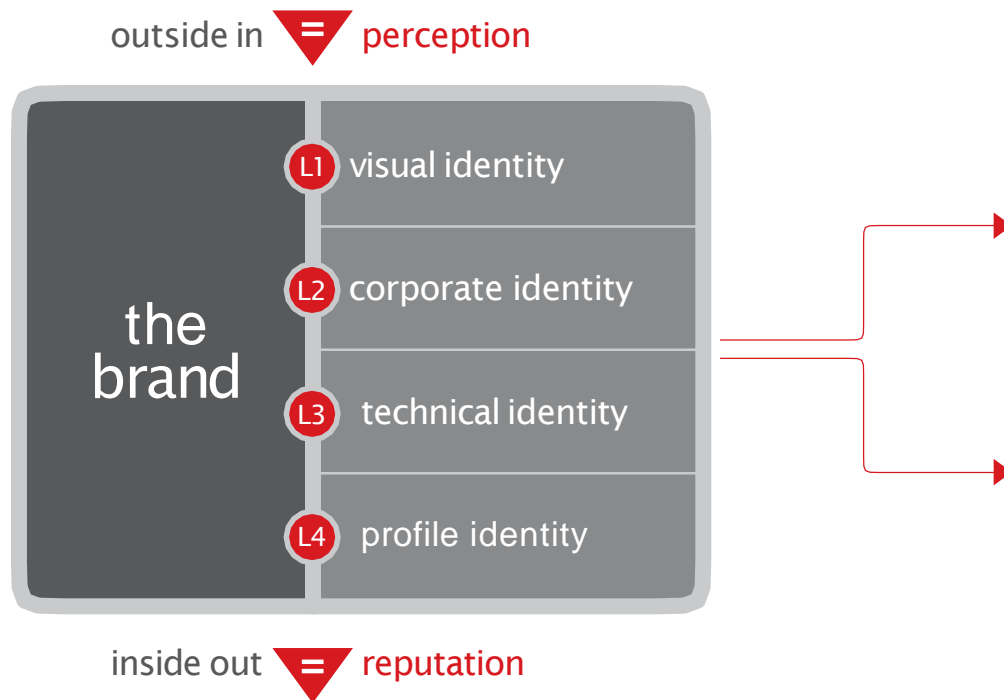 outside in = perception
L1 visual identity
L2 corporate identity
the
brand
L3 technical identity
L4 profile identity
inside out = reputation